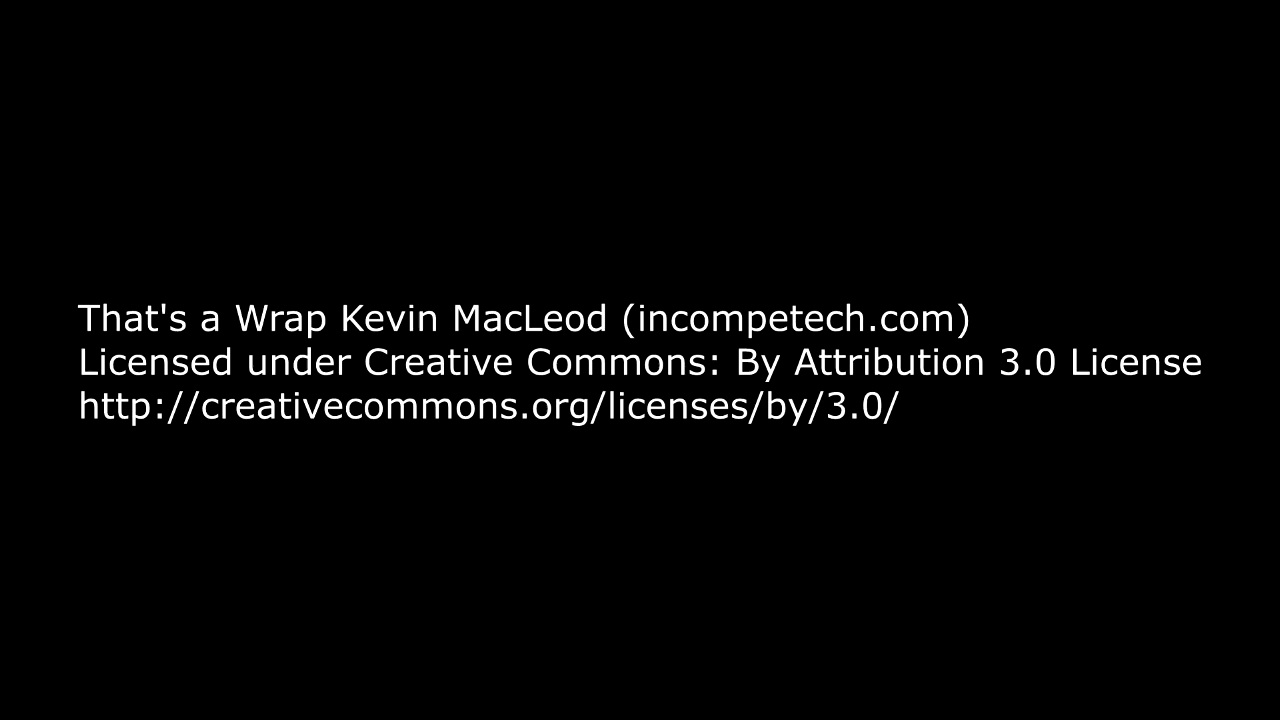 That's a Wrap Kevin MacLeod (incompetech.com)
Licensed under Creative Commons: By Attribution 3.0 License
http://creativecommons.org/licenses/by/3.0/